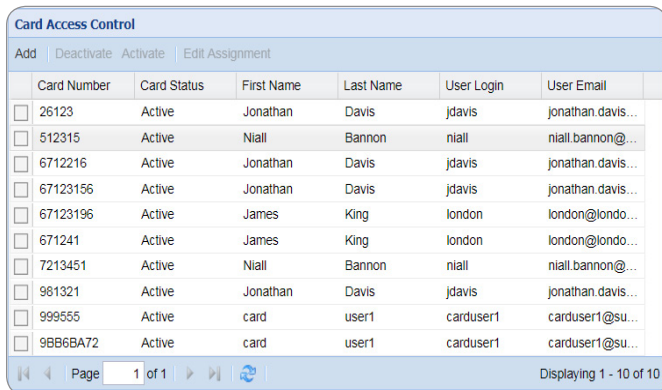 Card Access Control
Add Deactivate Activate Edit Assignment
Card Number Card Status First Name Last Name User Login User Email
26123 Active Jonathan Davis jdavis jonathan.davis...
512315 Active Niall Bannon niall niall.bannon@...
6712216 Active Jonathan Davis jdavis jonathan.davis...
67123156 Active Jonathan Davis jdavis jonathan.davis...
67123196 Active James King london london@londo...
671241 Active James King london london@londo...
7213451 Active Niall Bannon niall niall.bannon@...
981321 Active Jonathan Davis jdavis jonathan.davis...
999555 Active card user1 carduser1 carduser1@su...
9BB6BA72 Active card user1 carduser1 carduser1@su...
Page 1 of 1 Displaying 1 - 10 of 10